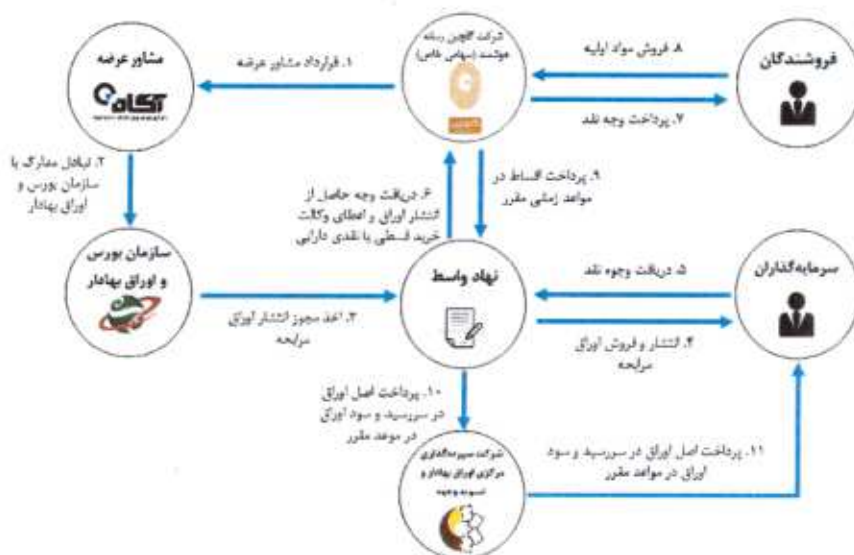 فروشندگان
۸. فروش مواد اولیه
۷. پرداخت وجه نقد
شرکت گلچین رسانه
هوشمند (سهامی خاص)
۱. قرارداد مشاور عرضه
مشاور عرضه
آگاه
۲. تبادل مدارک با
سازمان بورس و
اوراق بهادار
۶. دریافت وجه حاصل از
انتشار اوراق و اعطای وکالت
خرید قسطی یا نقدی دارایی
۹. پرداخت اقساط در
مواعد زمانی مقرر
سازمان بورس
و اوراق بهادار
۳. اخذ مجوز انتشار اوراق
مرابحه
نهاد واسط
۵. دریافت وجوه نقد
۴. انتشار و فروش اوراق
مرابحه
سرمایه‌گذاران
۱۰. پرداخت اصل اوراق
در سررسید و سود اوراق
در موعد مقرر
شرکت سپرده‌گذاری
مرکزی اوراق بهادار و
تسویه وجوه
۱۱. پرداخت اصل اوراق در سررسید و سود
اوراق در مواعد مقرر